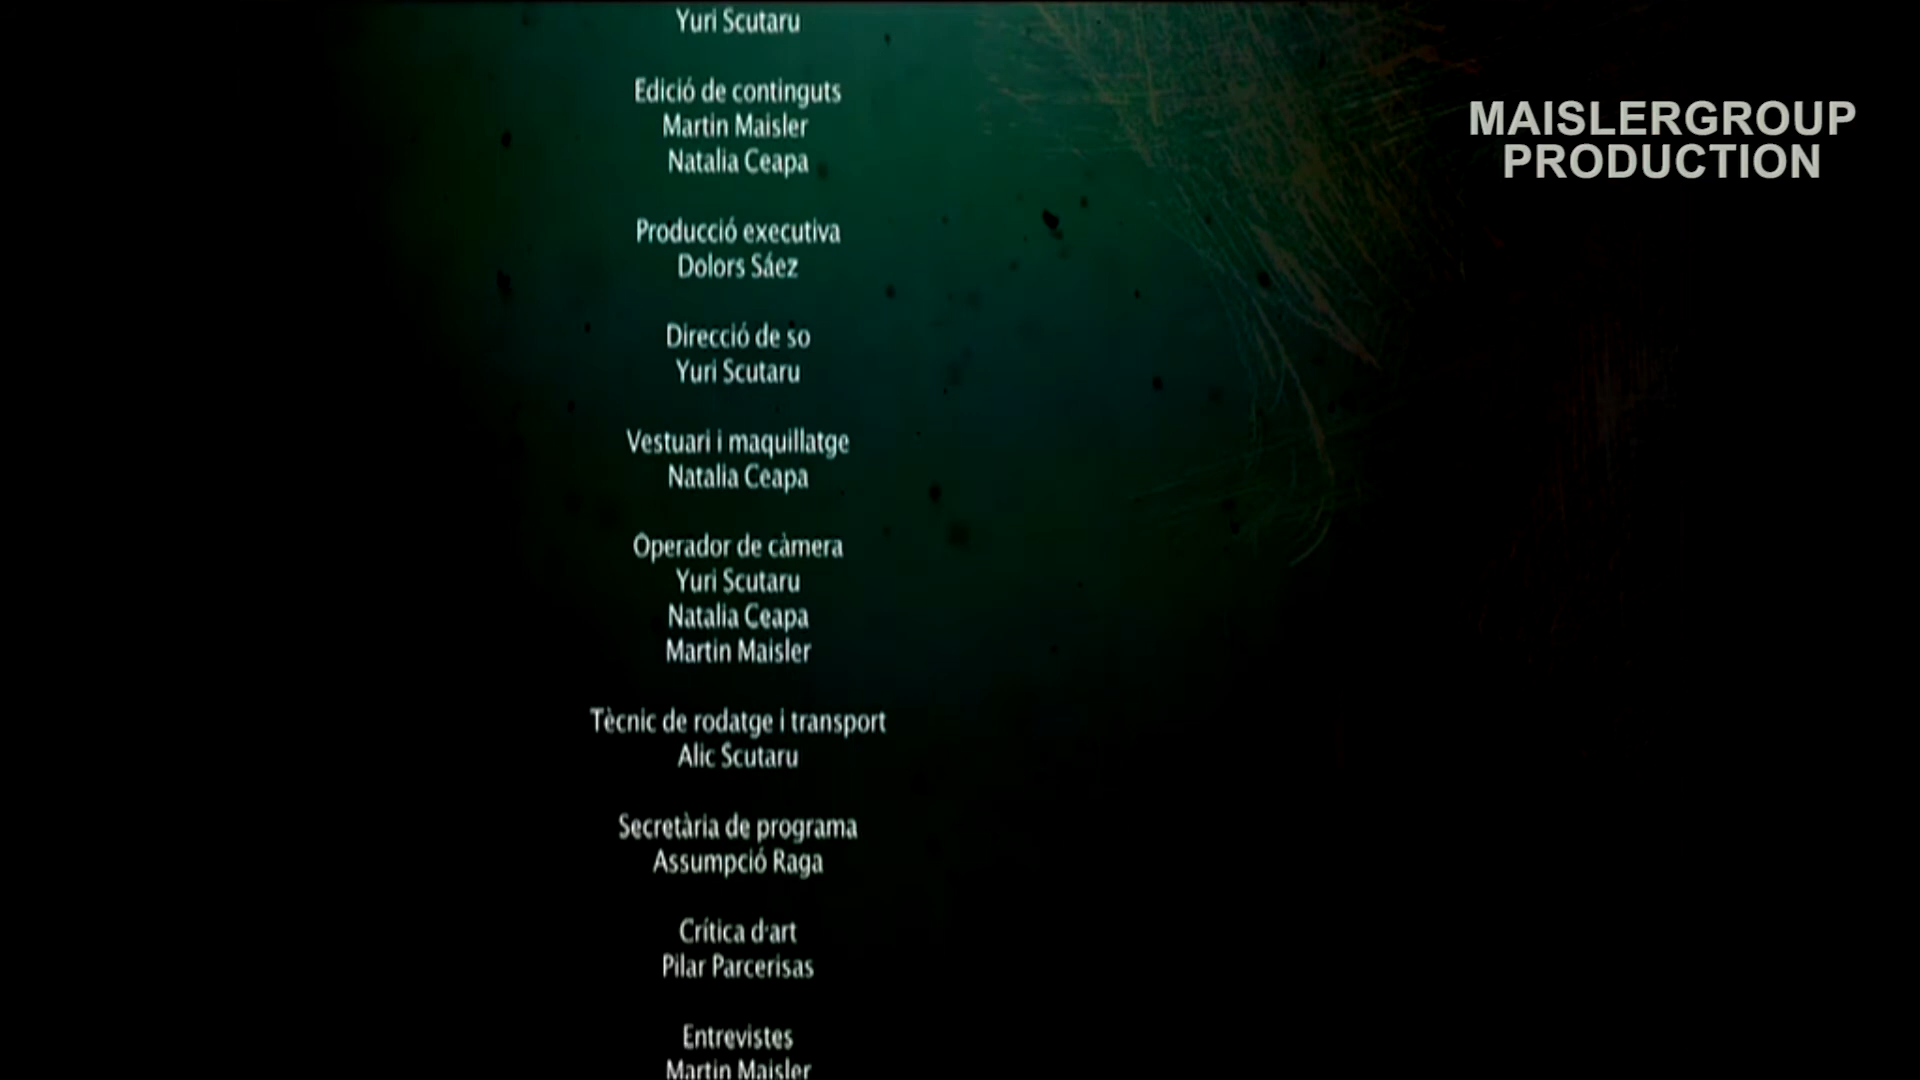 Yuri Scutaru
Edició de continguts
Martin Maisler
Natalia Ceapa
Producció executiva
Dolors Sáez
Direcció de so
Yuri Scutaru
Vestuari i maquillatge
Natalia Ceapa
Operador de càmera
Yuri Scutaru
Natalia Ceapa
Martin Maisler
Tècnic de rodatge i transport
Alic Scutaru
Secretària de programa
Assumpció Raga
Crítica d'art
Pilar Parcerisas
Entrevistes
Martin Maisler
MAISLERGROUP
PRODUCTION